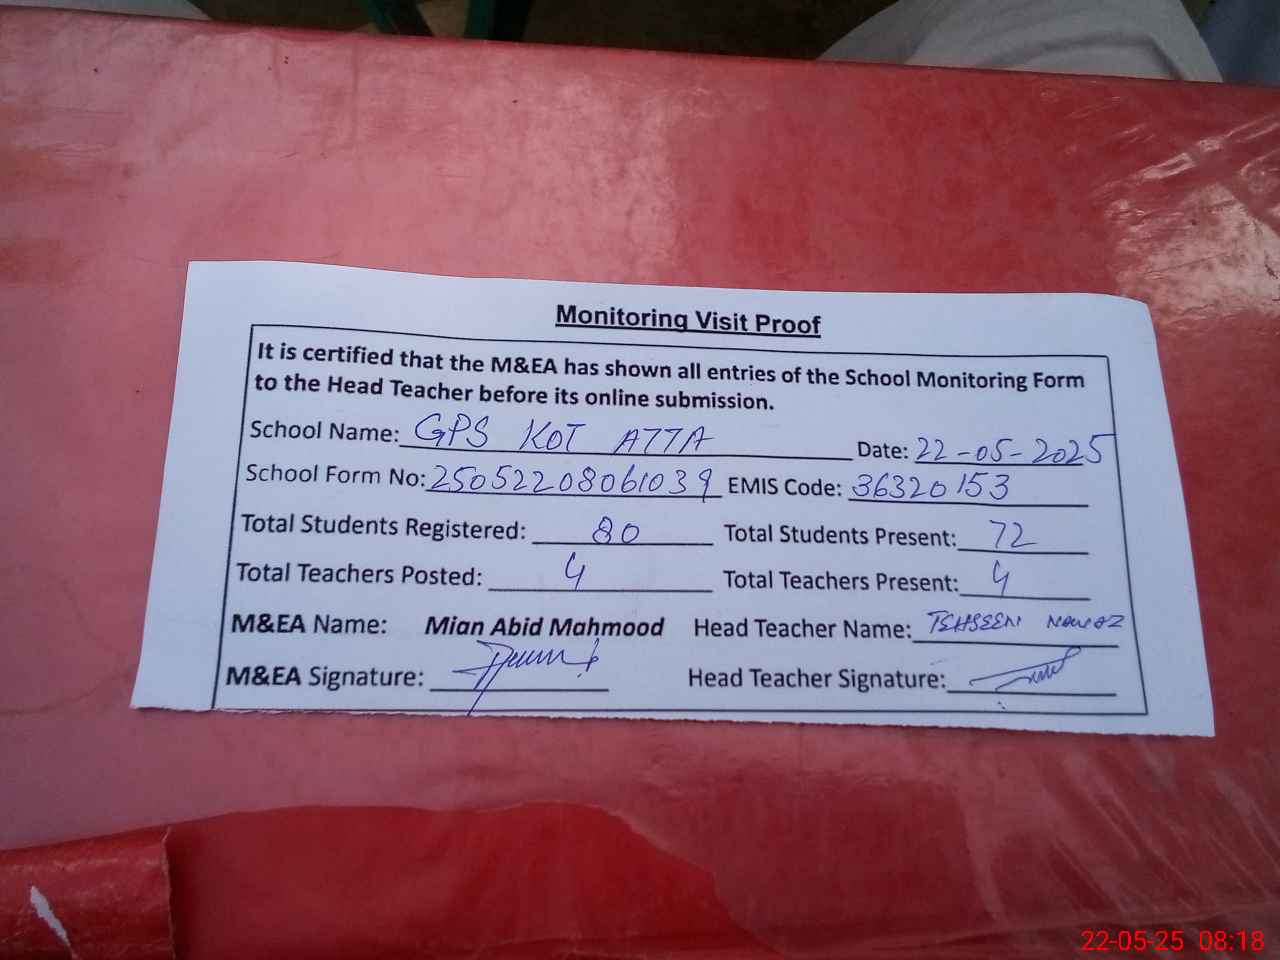 Monitoring Visit Proof
It is certified that the M&EA has shown all entries of the School Monitoring Form
to the Head Teacher before its online submission.
School Name: GPS KOT ATTA Date: 22-05-2025
School Form No: 25052208061039 EMIS Code: 36320153
Total Students Registered: 80 Total Students Present: 72
Total Teachers Posted: 4 Total Teachers Present: 4
M&EA Name: Mian Abid Mahmood Head Teacher Name: TEHSEEN NAWAZ
M&EA Signature: Head Teacher Signature:
22-05-25 08:18